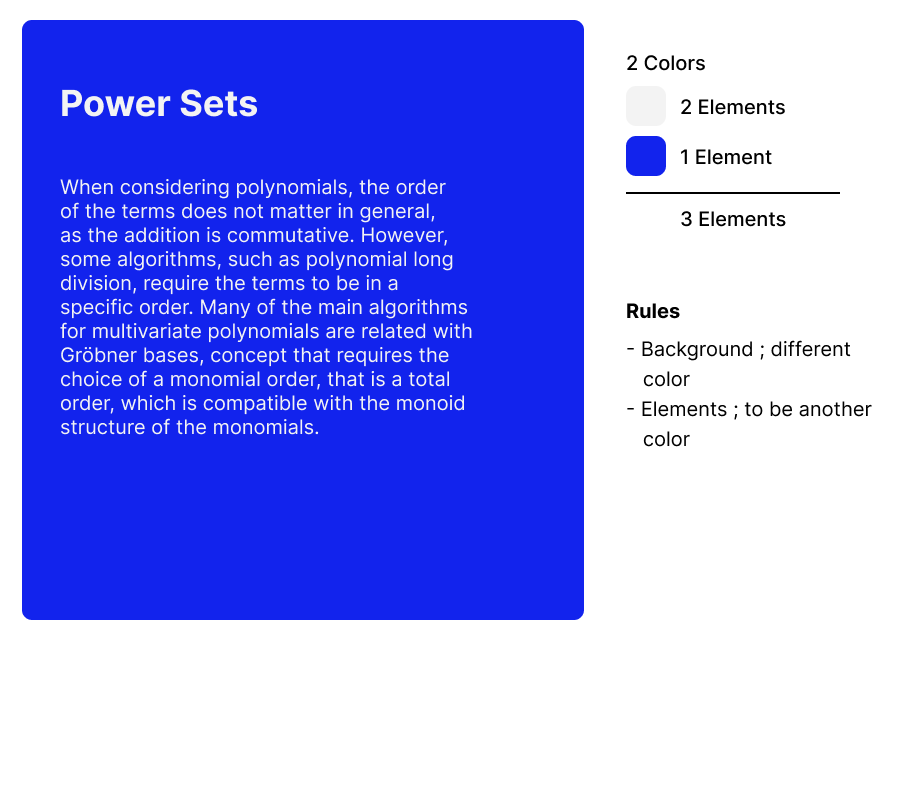 Power Sets
When considering polynomials, the order
of the terms does not matter in general,
as the addition is commutative. However,
some algorithms, such as polynomial long
division, require the terms to be in a
specific order. Many of the main algorithms
for multivariate polynomials are related with
Gröbner bases, concept that requires the
choice of a monomial order, that is a total
order, which is compatible with the monoid
structure of the monomials.
2 Colors
2 Elements
1 Element
3 Elements
Rules
- Background ; different
color
- Elements ; to be another
color